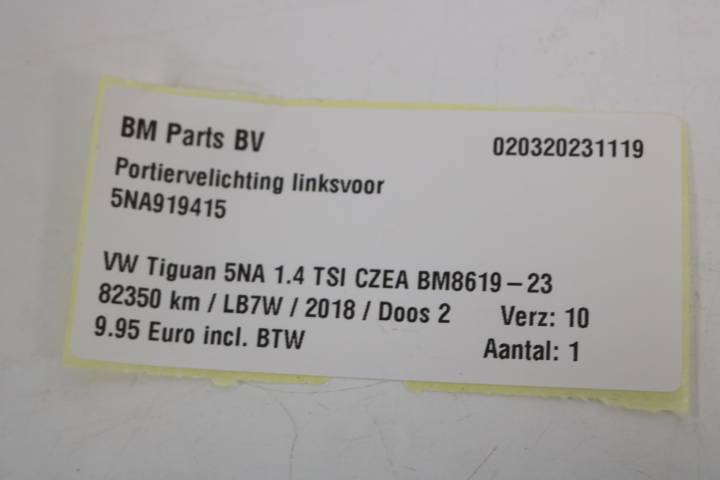 BM Parts BV 020320231119
Portiervelichting linksvoor
5NA919415
VW Tiguan 5NA 1.4 TSI CZEA BM8619-23
82350 km / LB7W / 2018 / Doos 2 Verz: 10
9.95 Euro incl. BTW Aantal: 1